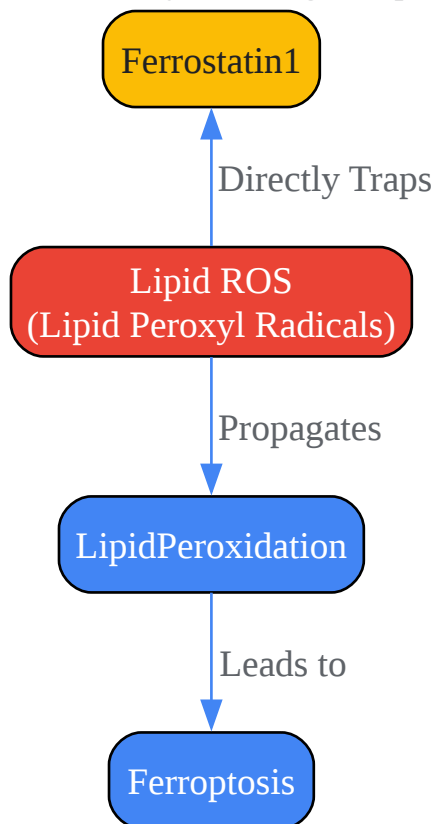 Ferrostatin1
Directly Traps
Lipid ROS
(Lipid Peroxyl Radicals)
Propagates
LipidPeroxidation
Leads to
Ferroptosis